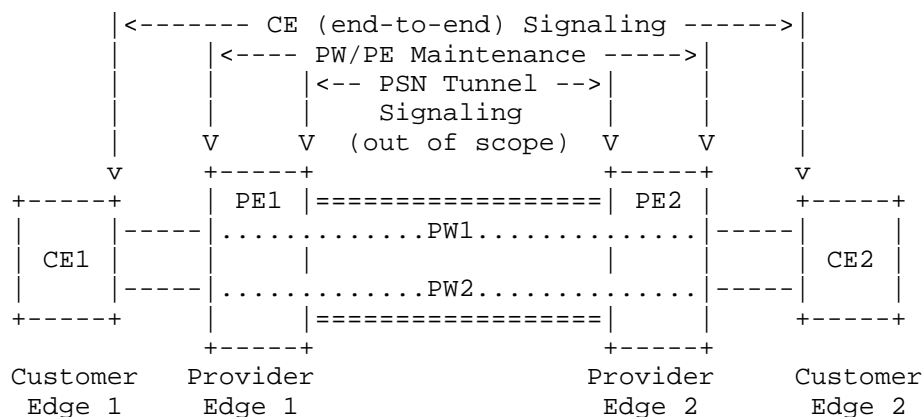 |<------- CE (end-to-end) Signaling ------>|
|<---- PW/PE Maintenance ----->|
|<-- PSN Tunnel -->|
Signaling
V V (out of scope) V V
v +-----+ +-----+ v
+-----+ | PE1 |==================| PE2 | +-----+
| |-----|.............PW1..............|-----| |
| CE1 | | | | | | CE2 |
| |-----|.............PW2..............|-----| |
+-----+ | |==================| | +-----+
+-----+ +-----+
Customer Provider Provider Customer
Edge 1 Edge 1 Edge 2 Edge 2